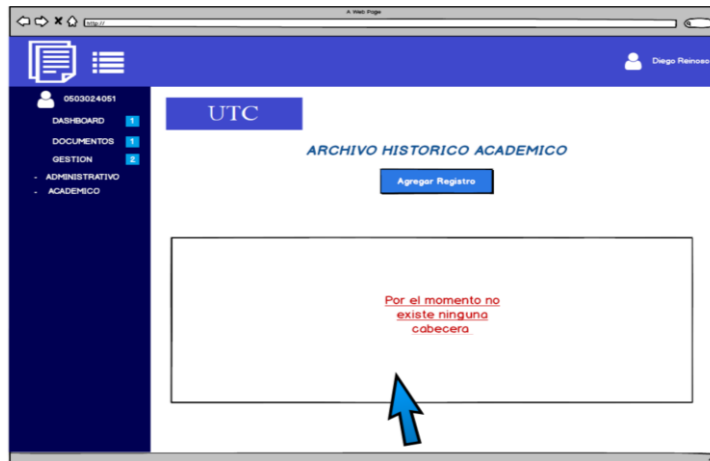 A Web Page
http://
Diego Reinoso
0503024051
DASHBOARD 1
DOCUMENTOS 1
GESTION 2
- ADMINISTRATIVO
- ACADEMICO
UTC
ARCHIVO HISTORICO ACADEMICO
Agregar Registro
Por el momento no
existe ninguna
cabecera